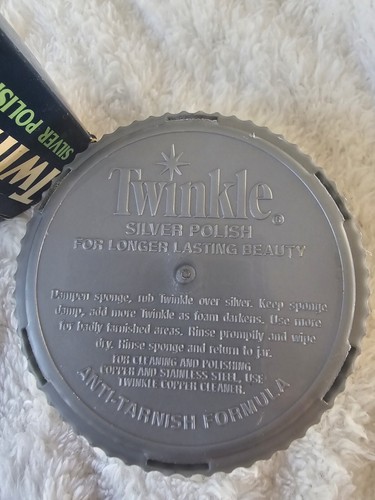 TWIN
SILVER POLISH
Twinkle®
SILVER POLISH
FOR LONGER LASTING BEAUTY
Dampen sponge, rub Twinkle over silver. Keep sponge
damp, add more Twinkle as foam darkens. Use more
for badly tarnished areas. Rinse promptly and wipe
dry. Rinse sponge and return to jar.
FOR CLEANING AND POLISHING
COPPER AND STAINLESS STEEL, USE
TWINKLE COPPER CLEANER.
ANTI-TARNISH FORMULA